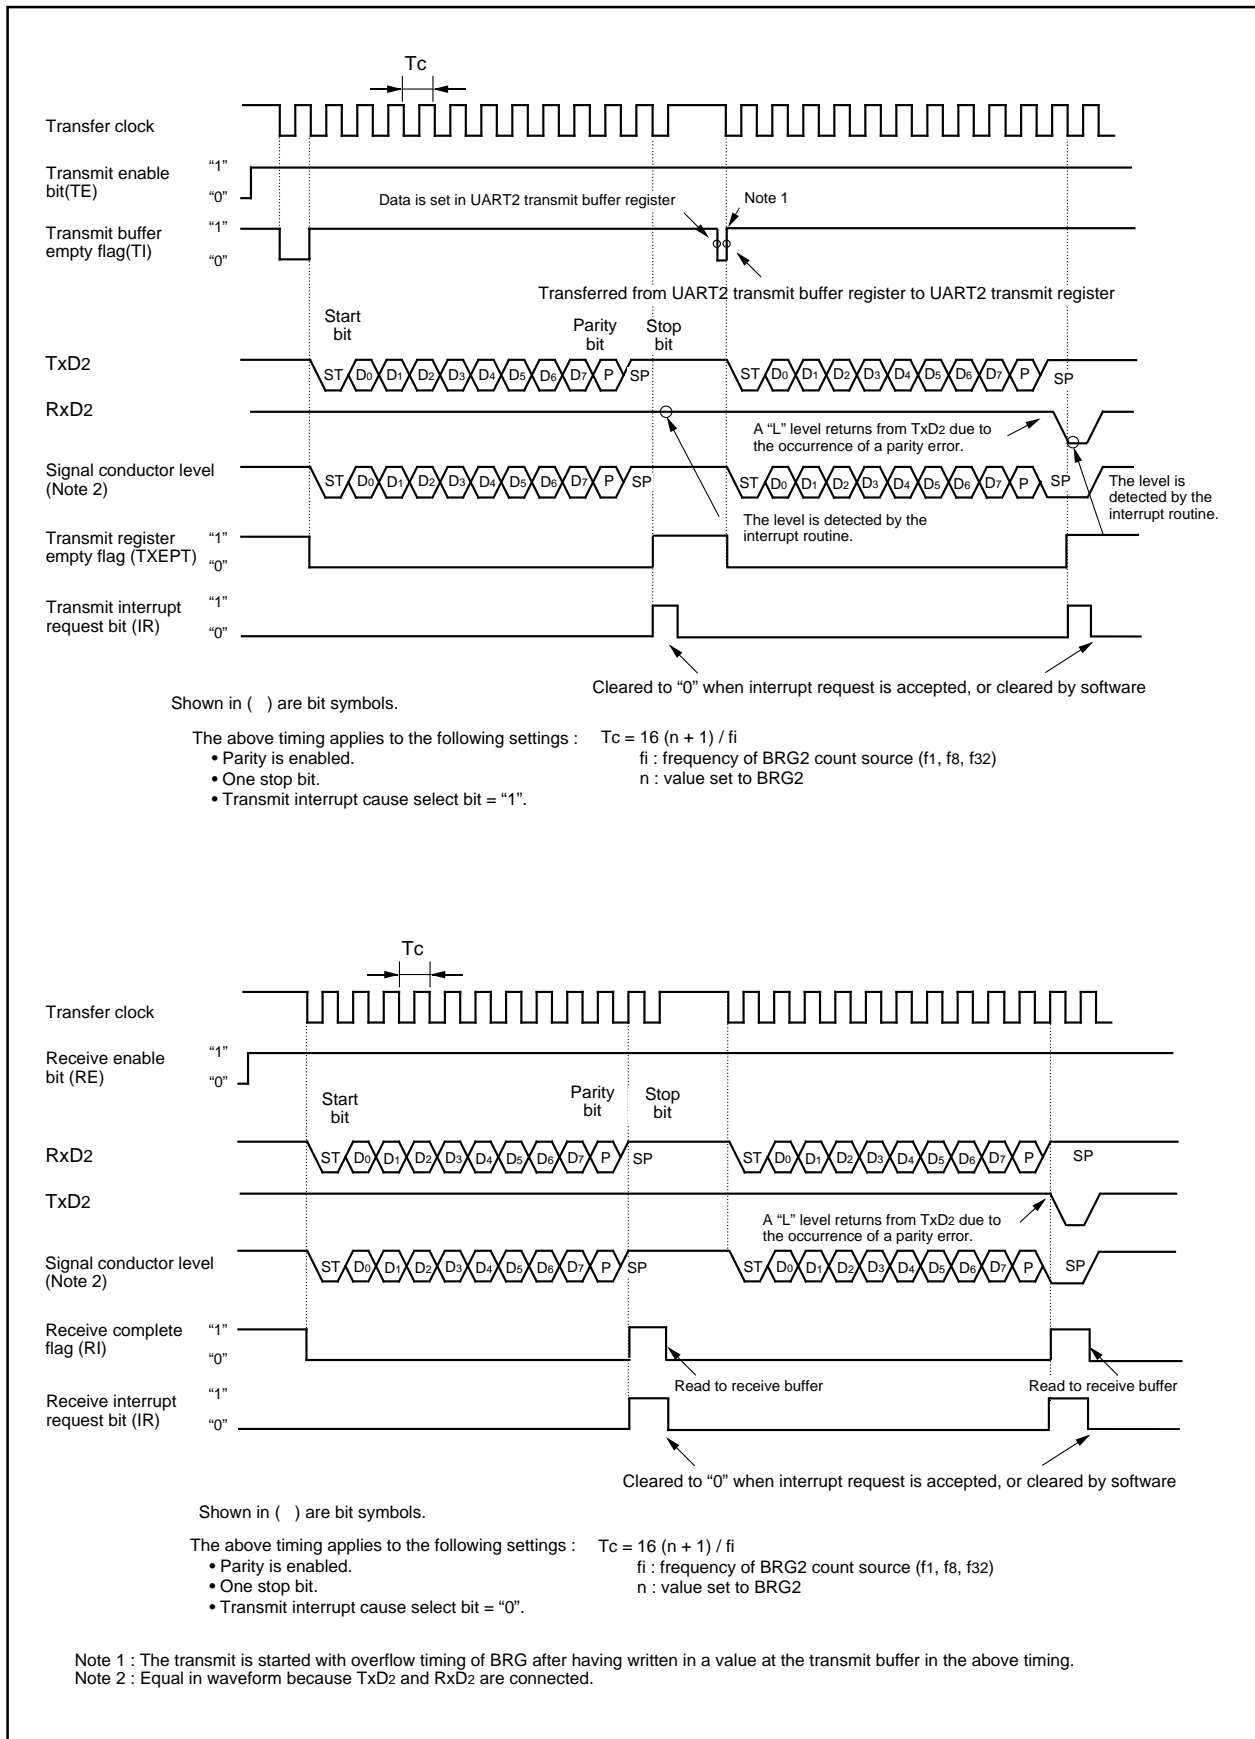 Tc
Transfer clock
Transmit enable
bit(TE)
“1”
“0”
Data is set in UART2 transmit buffer register
Note 1
Transmit buffer
empty flag(TI)
“1”
“0”
Transferred from UART2 transmit buffer register to UART2 transmit register
Start
bit
Parity
bit
Stop
bit
TxD2
ST D0 D1 D2 D3 D4 D5 D6 D7 P SP ST D0 D1 D2 D3 D4 D5 D6 D7 P SP
RxD2
A “L” level returns from TxD2 due to
the occurrence of a parity error.
Signal conductor level
(Note 2)
ST D0 D1 D2 D3 D4 D5 D6 D7 P SP ST D0 D1 D2 D3 D4 D5 D6 D7 P SP
The level is
detected by the
interrupt routine.
The level is detected by the
interrupt routine.
Transmit register
empty flag (TXEPT)
“1”
“0”
Transmit interrupt
request bit (IR)
“1”
“0”
Cleared to “0” when interrupt request is accepted, or cleared by software
Shown in ( ) are bit symbols.
The above timing applies to the following settings :
• Parity is enabled.
• One stop bit.
• Transmit interrupt cause select bit = “1”.
Tc = 16 (n + 1) / fi
fi : frequency of BRG2 count source (f1, f8, f32)
n : value set to BRG2
Tc
Transfer clock
Receive enable
bit (RE)
“1”
“0”
Start
bit
Parity
bit
Stop
bit
RxD2
ST D0 D1 D2 D3 D4 D5 D6 D7 P SP ST D0 D1 D2 D3 D4 D5 D6 D7 P SP
TxD2
A “L” level returns from TxD2 due to
the occurrence of a parity error.
Signal conductor level
(Note 2)
ST D0 D1 D2 D3 D4 D5 D6 D7 P SP ST D0 D1 D2 D3 D4 D5 D6 D7 P SP
Receive complete
flag (RI)
“1”
“0”
Read to receive buffer
Read to receive buffer
Receive interrupt
request bit (IR)
“1”
“0”
Cleared to “0” when interrupt request is accepted, or cleared by software
Shown in ( ) are bit symbols.
The above timing applies to the following settings :
• Parity is enabled.
• One stop bit.
• Transmit interrupt cause select bit = “0”.
Tc = 16 (n + 1) / fi
fi : frequency of BRG2 count source (f1, f8, f32)
n : value set to BRG2
Note 1 : The transmit is started with overflow timing of BRG after having written in a value at the transmit buffer in the above timing.
Note 2 : Equal in waveform because TxD2 and RxD2 are connected.